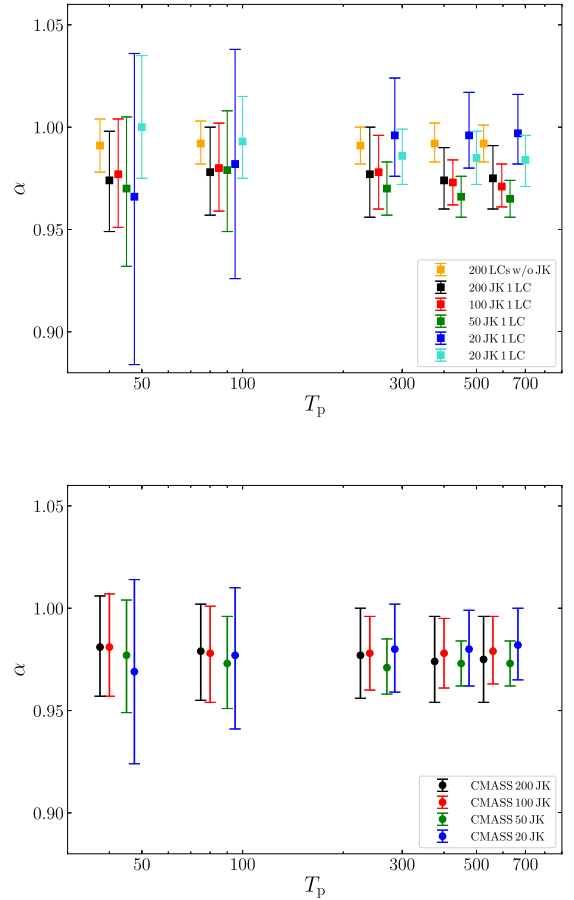 1.05
1.00
0.95
0.90
α
200 LCs w/o JK
200 JK 1 LC
100 JK 1 LC
50 JK 1 LC
20 JK 1 LC
20 JK 1 LC
50 100 300 500 700
T_p
1.05
1.00
0.95
0.90
α
CMASS 200 JK
CMASS 100 JK
CMASS 50 JK
CMASS 20 JK
50 100 300 500 700
T_p